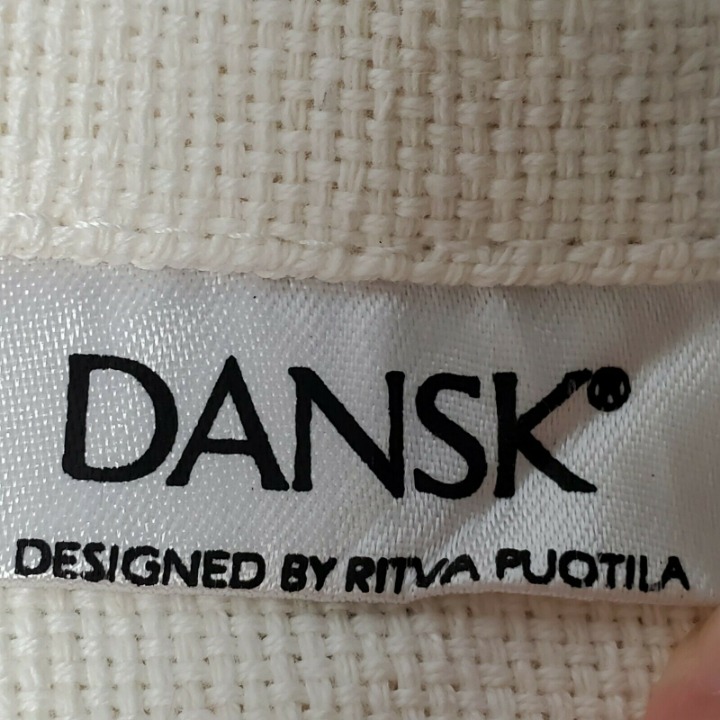 DANSK®
DESIGNED BY RITVA PUOTILA